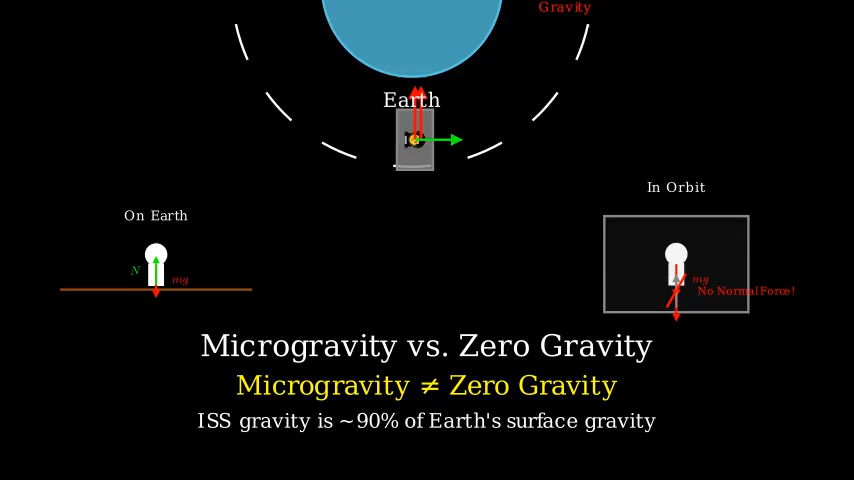 Gravity
Earth
In Orbit
On Earth
N
mg
mg
No Normal Force!
Microgravity vs. Zero Gravity
Microgravity ≠ Zero Gravity
ISS gravity is ~90% of Earth's surface gravity